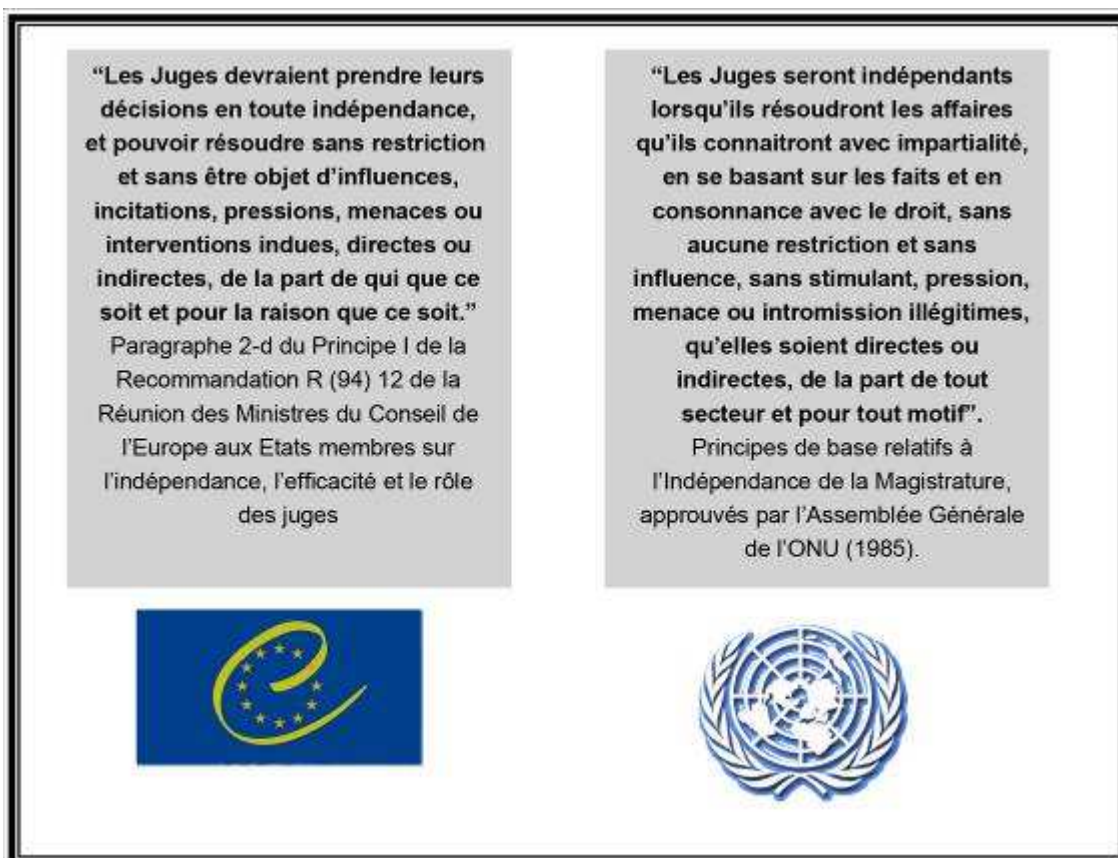 “Les Juges devraient prendre leurs
décisions en toute indépendance,
et pouvoir résoudre sans restriction
et sans être objet d’influences,
incitations, pressions, menaces ou
interventions indues, directes ou
indirectes, de la part de qui que ce
soit et pour la raison que ce soit.”
Paragraphe 2-d du Principe I de la
Recommandation R (94) 12 de la
Réunion des Ministres du Conseil de
l’Europe aux Etats membres sur
l’indépendance, l’efficacité et le rôle
des juges
“Les Juges seront indépendants
lorsqu’ils résoudront les affaires
qu’ils connaitront avec impartialité,
en se basant sur les faits et en
consonnance avec le droit, sans
aucune restriction et sans
influence, sans stimulant, pression,
menace ou intromission illégitimes,
qu’elles soient directes ou
indirectes, de la part de tout
secteur et pour tout motif”.
Principes de base relatifs à
l’Indépendance de la Magistrature,
approuvés par l’Assemblée Générale
de l’ONU (1985).